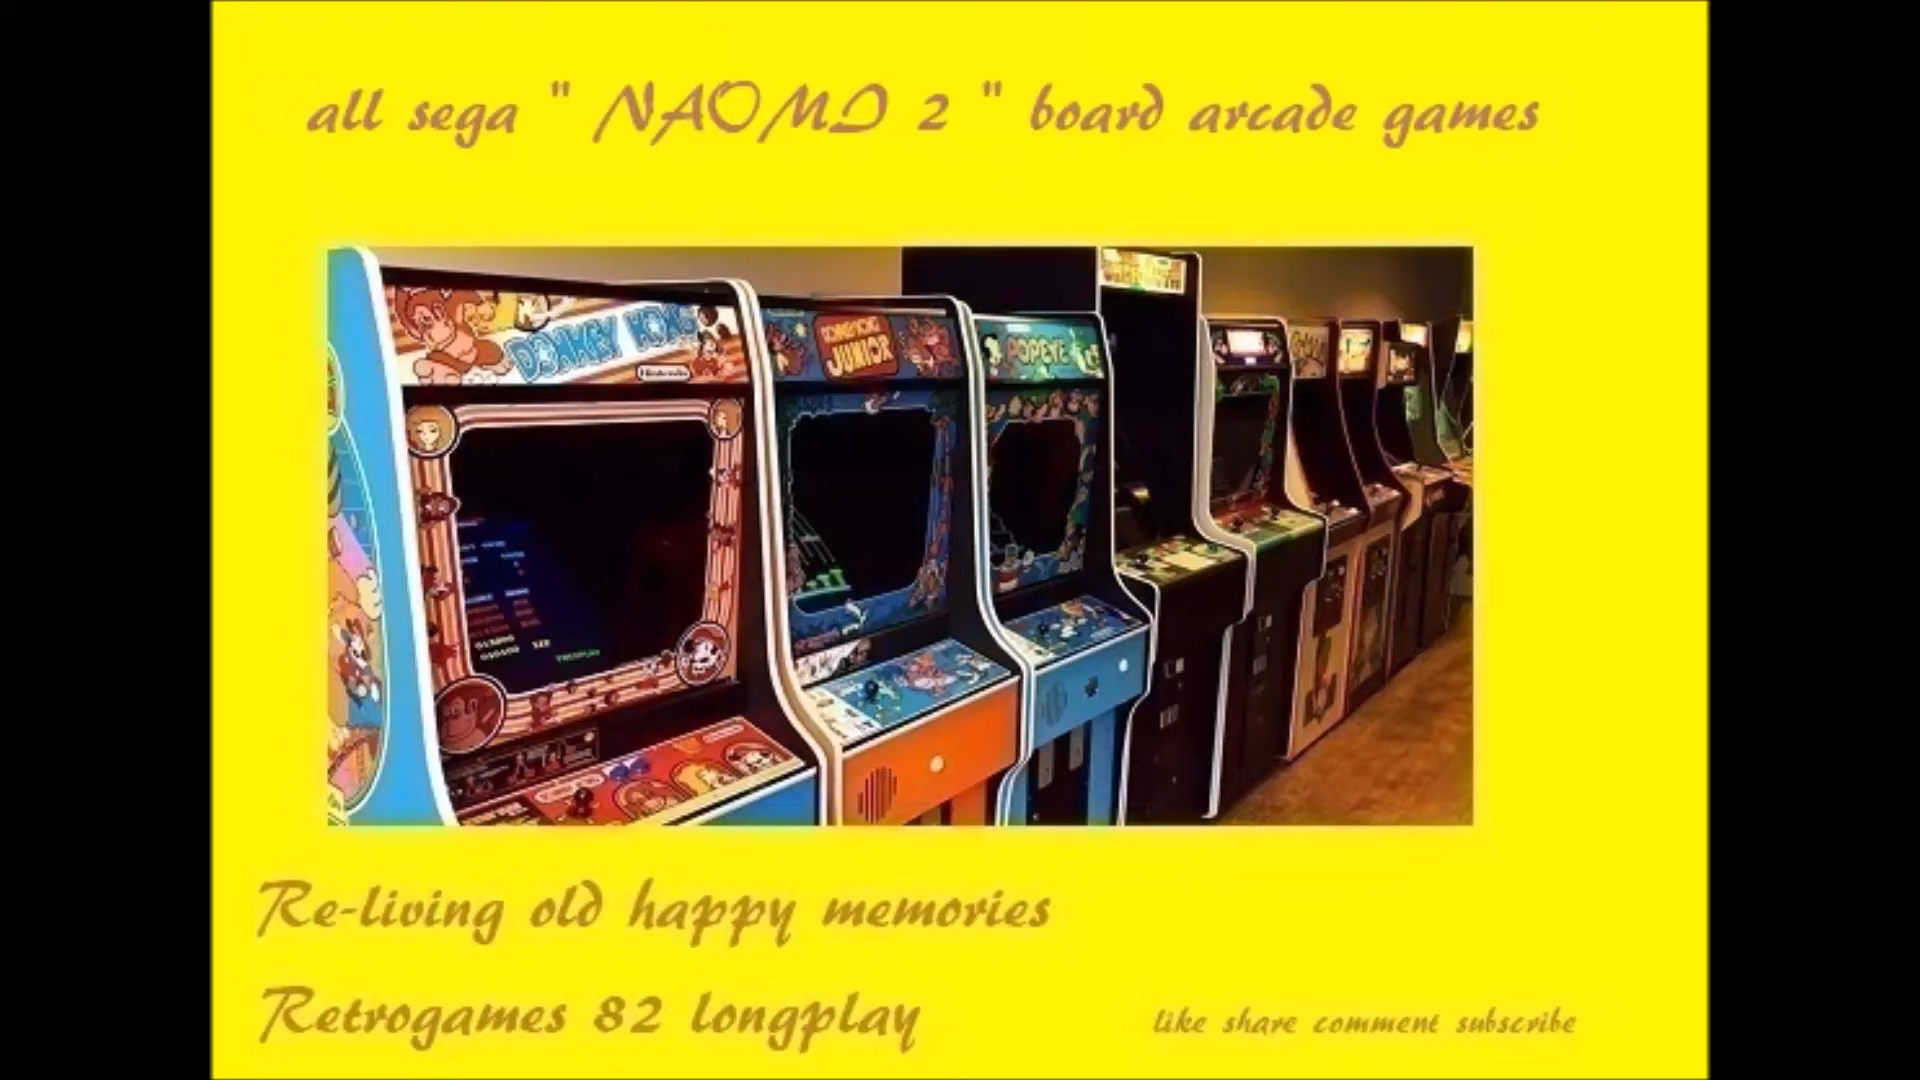 all sega " NAOMI 2 " board arcade games
DONKEY KONG
Nintendo
DONKEY KONG
JUNIOR
POPEYE
Re-living old happy memories
Retrogames 82 longplay
like share comment subscribe